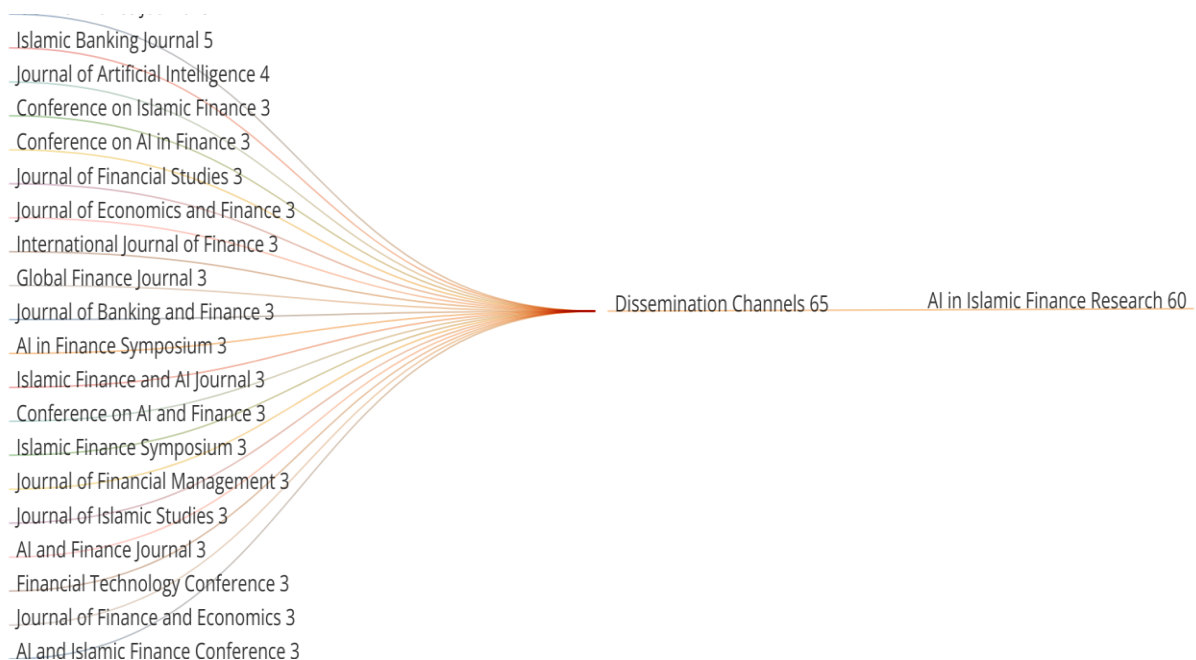 Islamic Banking Journal 5
Journal of Artificial Intelligence 4
Conference on Islamic Finance 3
Conference on AI in Finance 3
Journal of Financial Studies 3
Journal of Economics and Finance 3
International Journal of Finance 3
Global Finance Journal 3
Journal of Banking and Finance 3
AI in Finance Symposium 3
Islamic Finance and AI Journal 3
Conference on AI and Finance 3
Islamic Finance Symposium 3
Journal of Financial Management 3
Journal of Islamic Studies 3
AI and Finance Journal 3
Financial Technology Conference 3
Journal of Finance and Economics 3
AI and Islamic Finance Conference 3
Dissemination Channels 65
AI in Islamic Finance Research 60